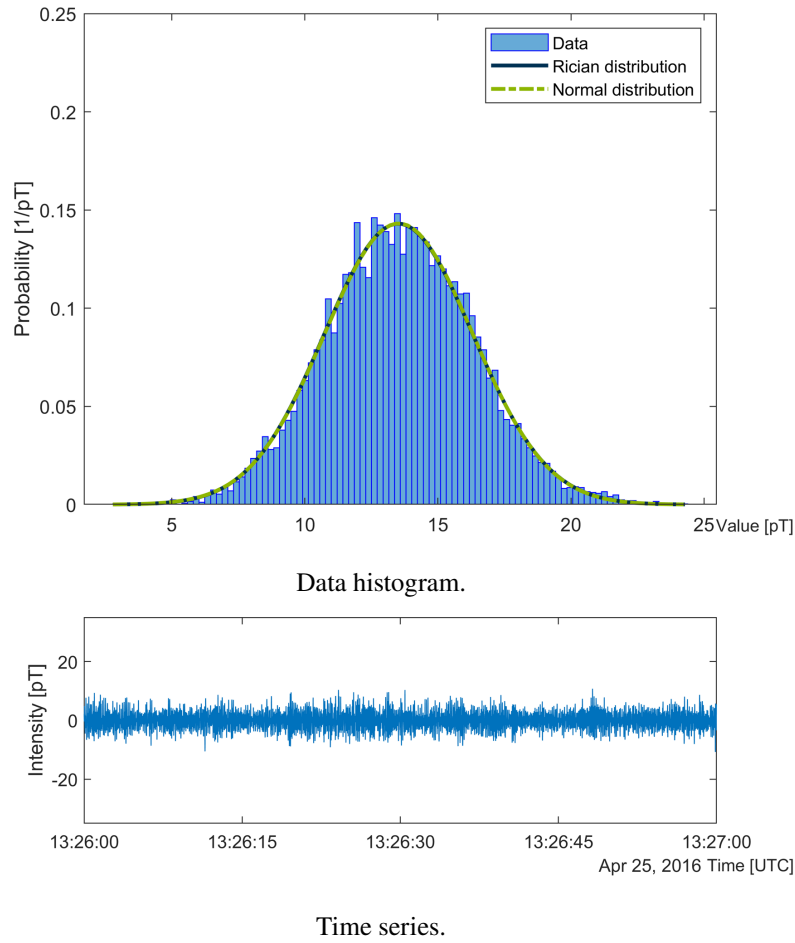 0.25
0.2
0.15
0.1
0.05
0
Probability [1/pT]
Data
Rician distribution
Normal distribution
5 10 15 20 25 Value [pT]
Data histogram.
20
0
-20
Intensity [pT]
13:26:00 13:26:15 13:26:30 13:26:45 13:27:00
Apr 25, 2016 Time [UTC]
Time series.